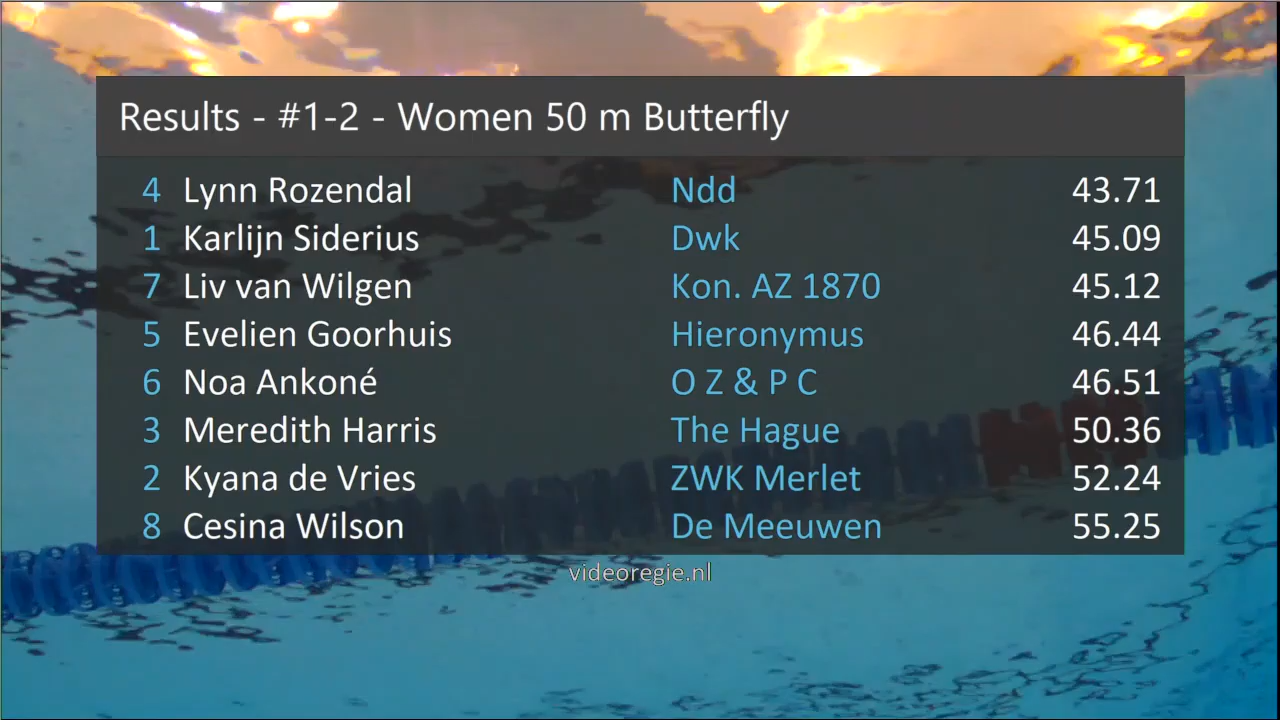 Results - #1-2 - Women 50 m Butterfly
4 Lynn Rozendal Ndd 43.71
1 Karlijn Siderius Dwk 45.09
7 Liv van Wilgen Kon. AZ 1870 45.12
5 Evelien Goorhuis Hieronymus 46.44
6 Noa Ankoné O Z & P C 46.51
3 Meredith Harris The Hague 50.36
2 Kyana de Vries ZWK Merlet 52.24
8 Cesina Wilson De Meeuwen 55.25
videoregie.nl